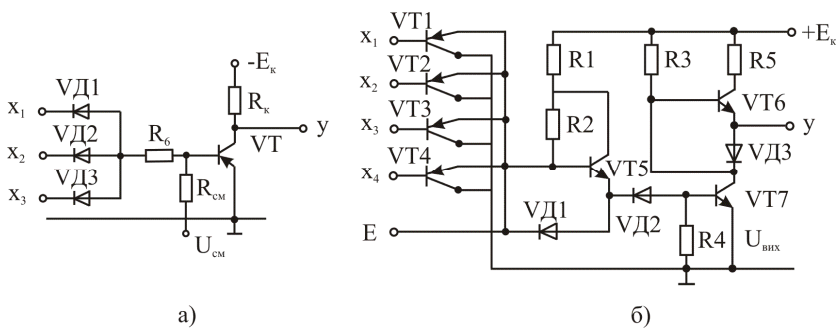 -Eк
Rк
x₁
VД1
x₂
VД2
x₃
VД3
Rб
Rсм
VT
y
Uсм
а)
x₁
VT1
x₂
VT2
x₃
VT3
x₄
VT4
E
R1
R2
R3
R5
+Eк
VT5
VT6
y
VД3
VД1
VД2
R4
VT7
Uвих
б)